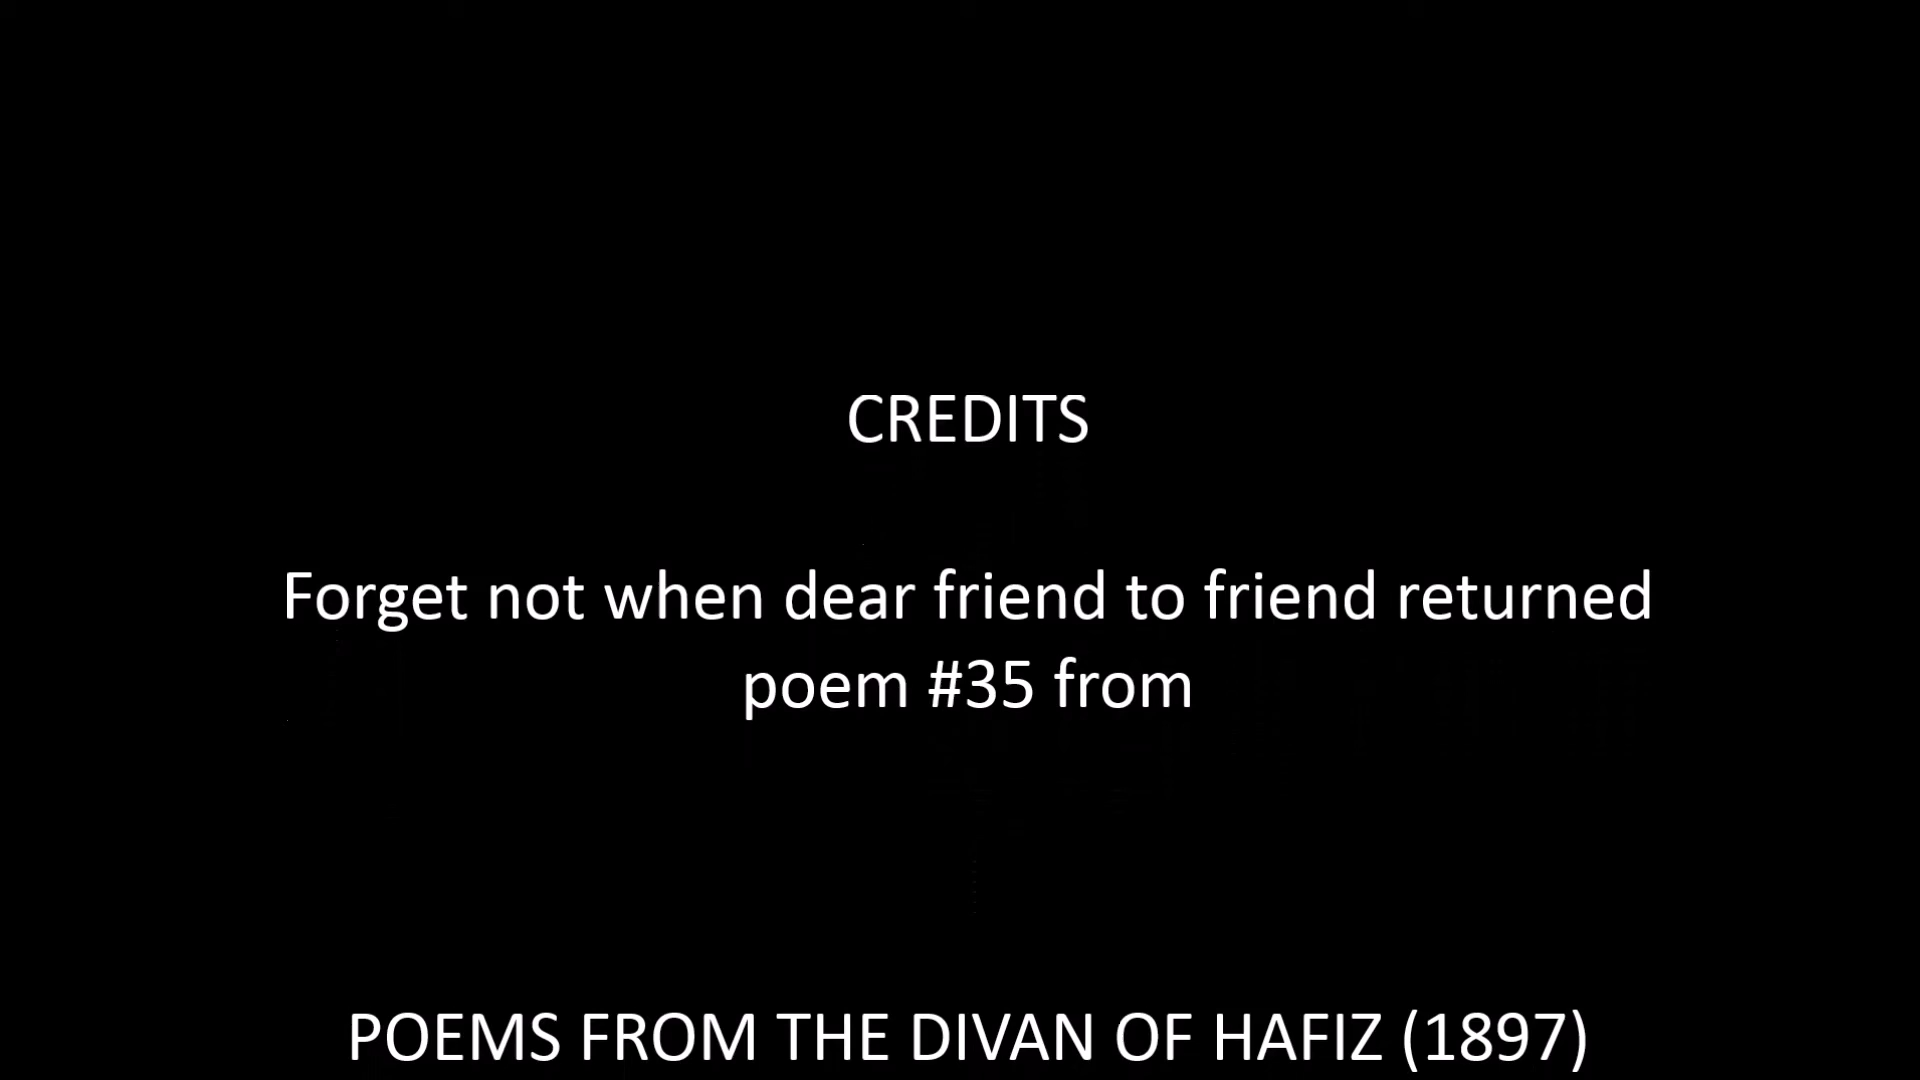 CREDITS
Forget not when dear friend to friend returned
poem #35 from
POEMS FROM THE DIVAN OF HAFIZ (1897)